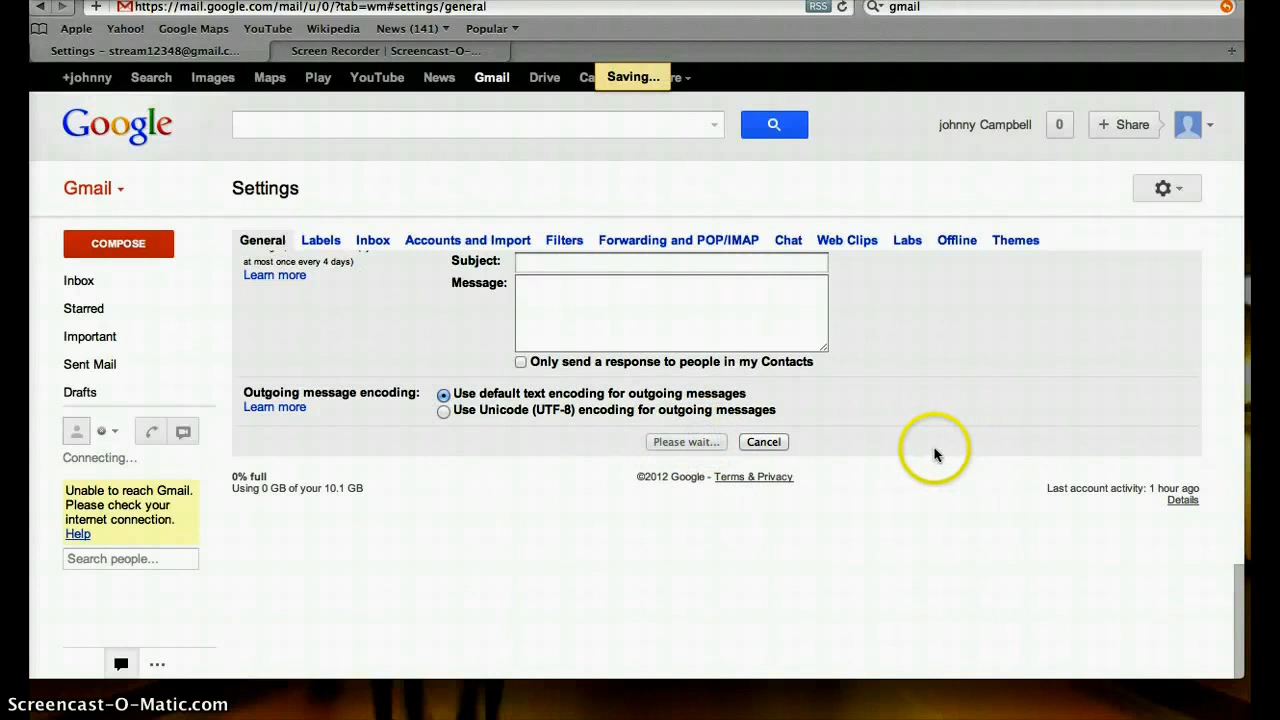 https://mail.google.com/mail/u/0/?tab=wm#settings/general RSS gmail
Apple Yahoo! Google Maps YouTube Wikipedia News (141) Popular
Settings – stream12348@gmail.c... Screen Recorder | Screencast-O-...
+johnny Search Images Maps Play YouTube News Gmail Drive Ca Saving... re
Google johnny Campbell 0 + Share
Gmail Settings
COMPOSE
General Labels Inbox Accounts and Import Filters Forwarding and POP/IMAP Chat Web Clips Labs Offline Themes
at most once every 4 days)
Learn more
Subject:
Message:
Only send a response to people in my Contacts
Outgoing message encoding:
Learn more
Use default text encoding for outgoing messages
Use Unicode (UTF-8) encoding for outgoing messages
Please wait... Cancel
Inbox
Starred
Important
Sent Mail
Drafts
Connecting...
Unable to reach Gmail.
Please check your
internet connection.
Help
Search people...
0% full
Using 0 GB of your 10.1 GB
©2012 Google - Terms & Privacy
Last account activity: 1 hour ago
Details
Screencast-O-Matic.com